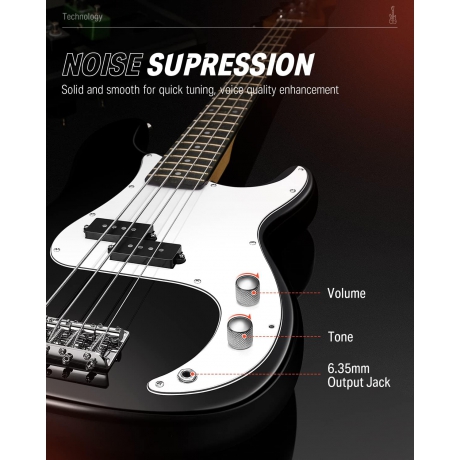 Technology
NOISE SUPRESSION
Solid and smooth for quick tuning, voice quality enhancement
Volume
Tone
6.35mm
Output Jack